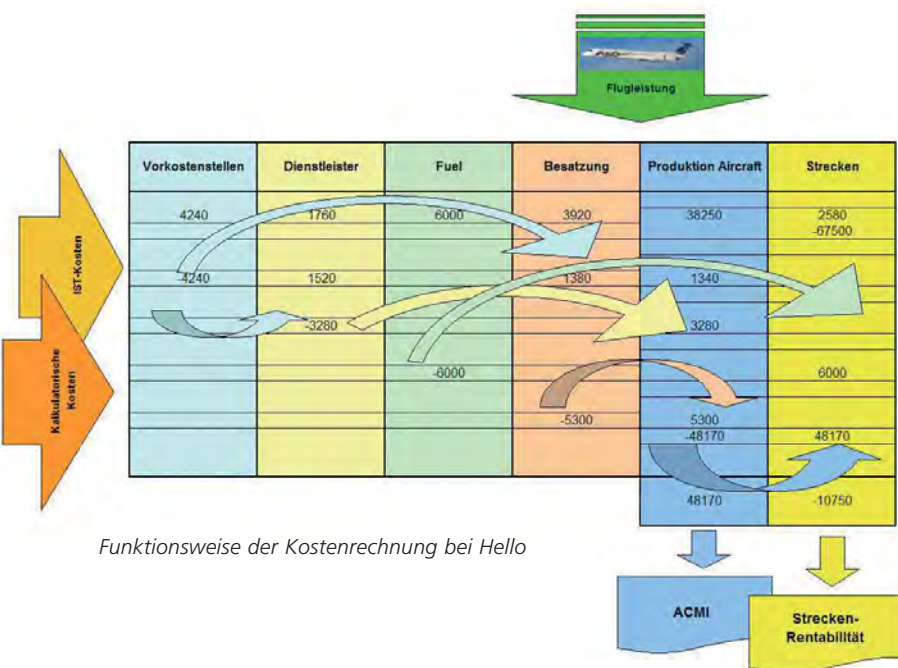 Flugleistung
Vorkostenstellen Dienstleister Fuel Besatzung Produktion Aircraft Strecken
4240 1760 6000 3920 38250 2580
-67500
IST-Kosten
-4240 1520 1380 1340
-3280 3280
Kalkulatorische
Kosten
-6000 6000
-5300 5300
-48170 48170
48170 -10750
Funktionsweise der Kostenrechnung bei Hello
ACMI
Strecken-
Rentabilität